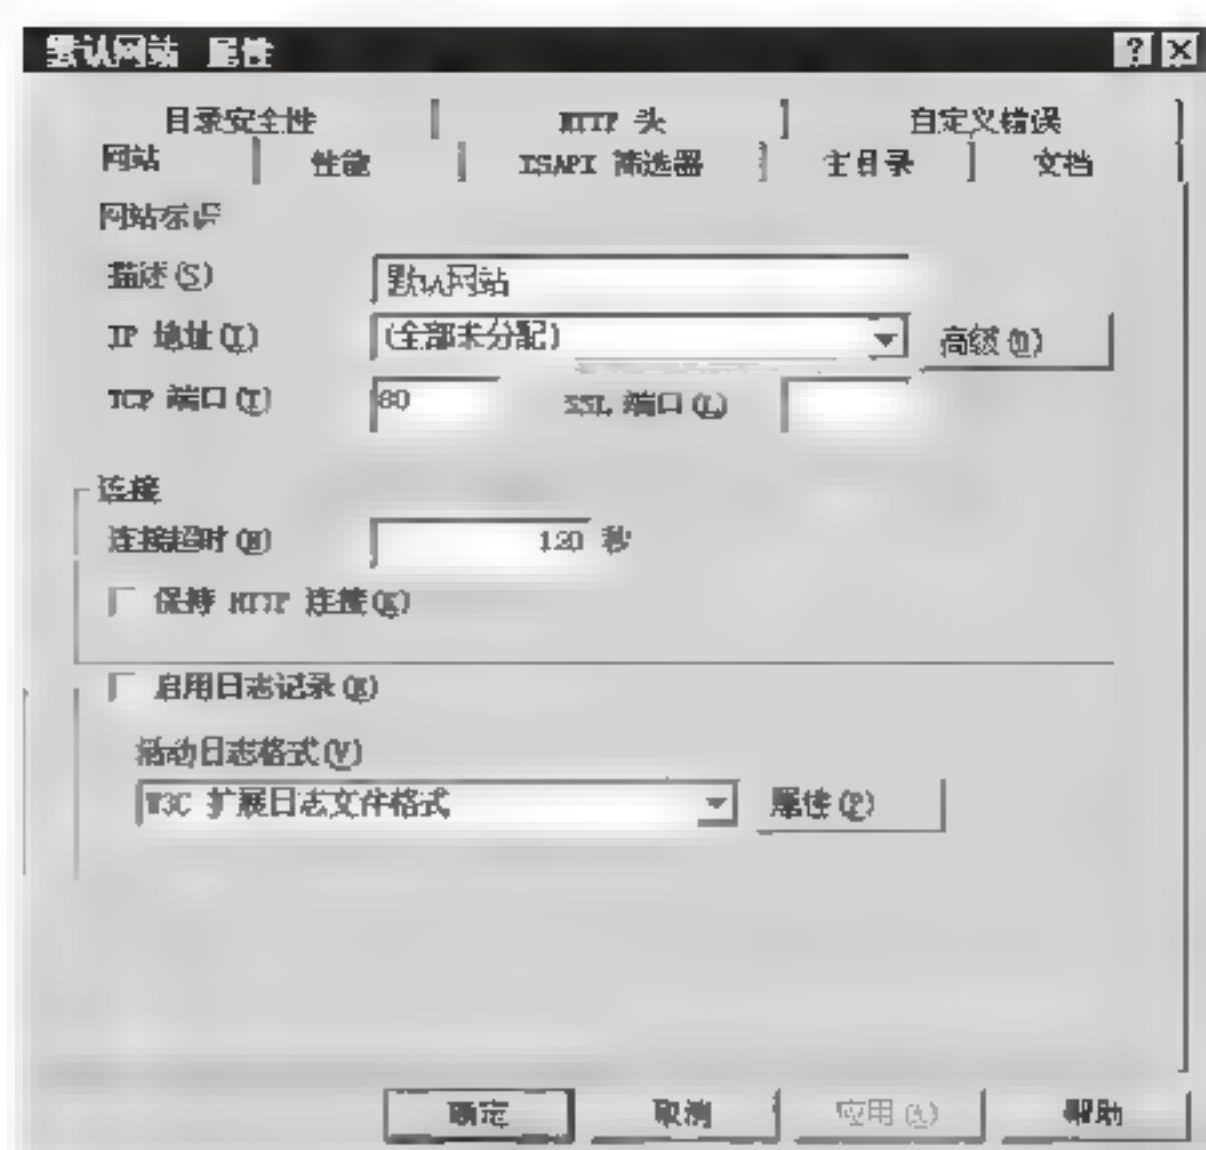 默认网站 属性
目录安全性 HTTP 头 自定义错误
网站 性能 ISAPI 筛选器 主目录 文档
网站标识
描述(S) 默认网站
IP 地址(I) (全部未分配) 高级(D)
TCP 端口(T) 80 SSL 端口(L)
连接
连接超时(N) 120 秒
保持 HTTP 连接(K)
启用日志记录(E)
活动日志格式(V)
W3C 扩展日志文件格式 属性(P)
确定 取消 应用(A) 帮助